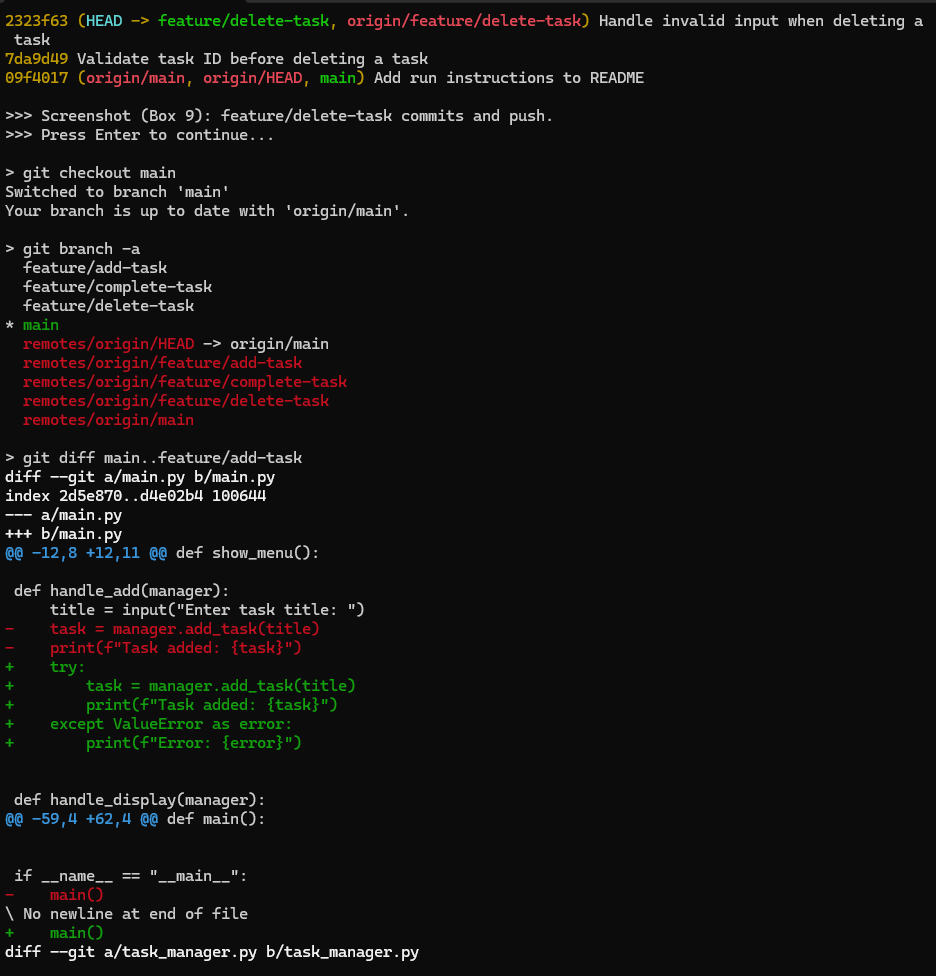 2323f63 (HEAD -> feature/delete-task, origin/feature/delete-task) Handle invalid input when deleting a
 task
7da9d49 Validate task ID before deleting a task
09f4017 (origin/main, origin/HEAD, main) Add run instructions to README

>>> Screenshot (Box 9): feature/delete-task commits and push.
>>> Press Enter to continue...

> git checkout main
Switched to branch 'main'
Your branch is up to date with 'origin/main'.

> git branch -a
  feature/add-task
  feature/complete-task
  feature/delete-task
* main
  remotes/origin/HEAD -> origin/main
  remotes/origin/feature/add-task
  remotes/origin/feature/complete-task
  remotes/origin/feature/delete-task
  remotes/origin/main

> git diff main..feature/add-task
diff --git a/main.py b/main.py
index 2d5e870..d4e02b4 100644
--- a/main.py
+++ b/main.py
@@ -12,8 +12,11 @@ def show_menu():

 def handle_add(manager):
     title = input("Enter task title: ")
-    task = manager.add_task(title)
-    print(f"Task added: {task}")
+    try:
+        task = manager.add_task(title)
+        print(f"Task added: {task}")
+    except ValueError as error:
+        print(f"Error: {error}")


 def handle_display(manager):
@@ -59,4 +62,4 @@ def main():


 if __name__ == "__main__":
-    main()
\ No newline at end of file
+    main()
diff --git a/task_manager.py b/task_manager.py